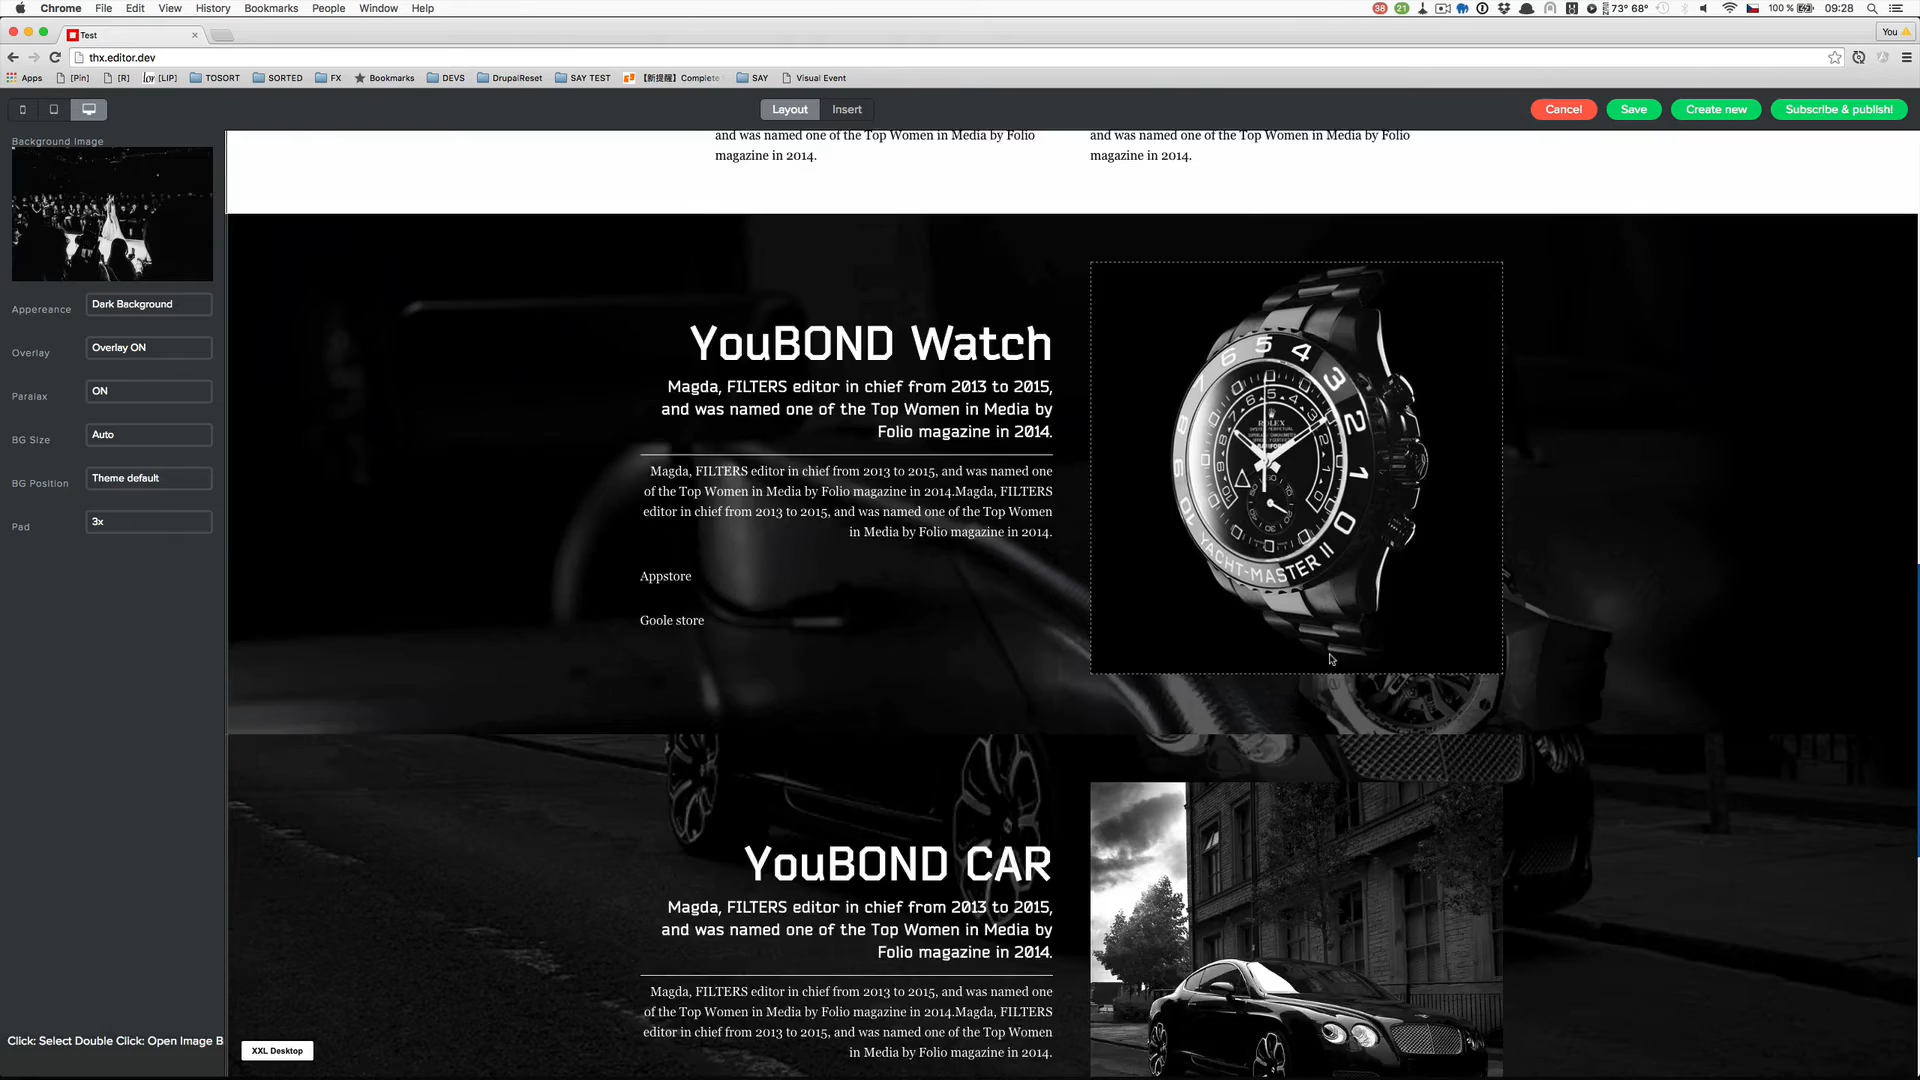 Chrome File Edit View History Bookmarks People Window Help
38 21 73° 68° 100 % 09:28
Test
You
thx.editor.dev
Apps [Pin] [R] [LIP] TOSORT SORTED FX Bookmarks DEVS DrupalReset SAY TEST 【新提醒】Complete SAY Visual Event
Layout Insert
Cancel Save Create new Subscribe & publish!
Background Image
Appereance Dark Background
Overlay Overlay ON
Paralax ON
BG Size Auto
BG Position Theme default
Pad 3x
Click: Select Double Click: Open Image B
and was named one of the Top Women in Media by Folio
magazine in 2014.
and was named one of the Top Women in Media by Folio
magazine in 2014.
YouBOND Watch
Magda, FILTERS editor in chief from 2013 to 2015,
and was named one of the Top Women in Media by
Folio magazine in 2014.
Magda, FILTERS editor in chief from 2013 to 2015, and was named one
of the Top Women in Media by Folio magazine in 2014.Magda, FILTERS
editor in chief from 2013 to 2015, and was named one of the Top Women
in Media by Folio magazine in 2014.
Appstore
Goole store
ROLEX
YACHT-MASTER II
YouBOND CAR
Magda, FILTERS editor in chief from 2013 to 2015,
and was named one of the Top Women in Media by
Folio magazine in 2014.
Magda, FILTERS editor in chief from 2013 to 2015, and was named one
of the Top Women in Media by Folio magazine in 2014.Magda, FILTERS
editor in chief from 2013 to 2015, and was named one of the Top Women
in Media by Folio magazine in 2014.
XXL Desktop